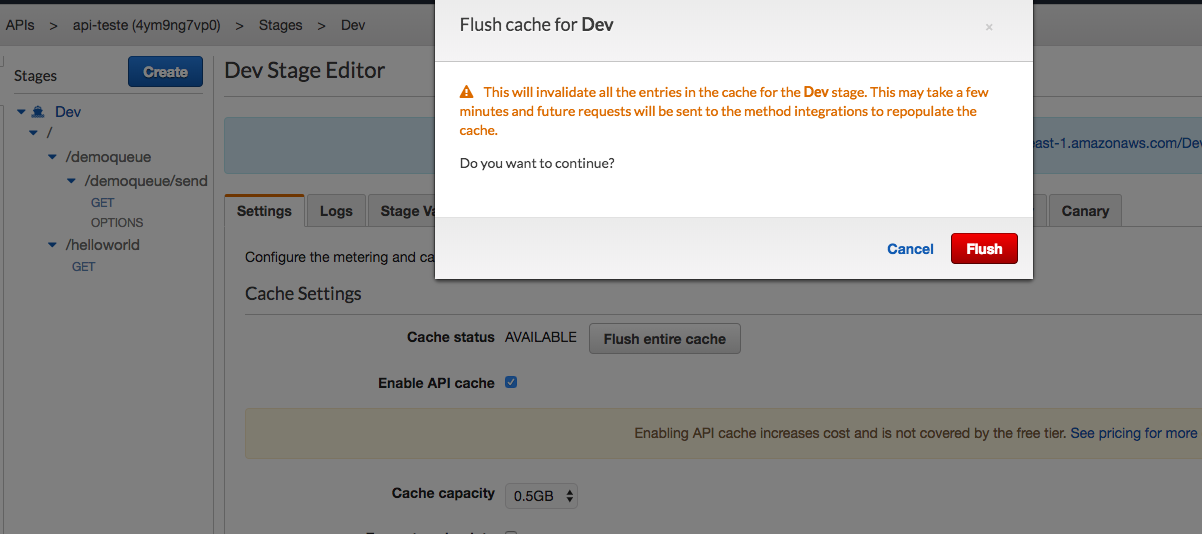 APIs > api-teste (4ym9ng7vp0) > Stages > Dev
Stages
Create
Dev
/
/demoqueue
/demoqueue/send
GET
OPTIONS
/helloworld
GET
Dev Stage Editor
east-1.amazonaws.com/Dev
Settings
Logs
Stage Va
Canary
Configure the metering and ca
Cache Settings
Cache status AVAILABLE Flush entire cache
Enable API cache
Enabling API cache increases cost and is not covered by the free tier. See pricing for more
Cache capacity 0.5GB
Flush cache for Dev
×
This will invalidate all the entries in the cache for the Dev stage. This may take a few
minutes and future requests will be sent to the method integrations to repopulate the
cache.
Do you want to continue?
Cancel
Flush